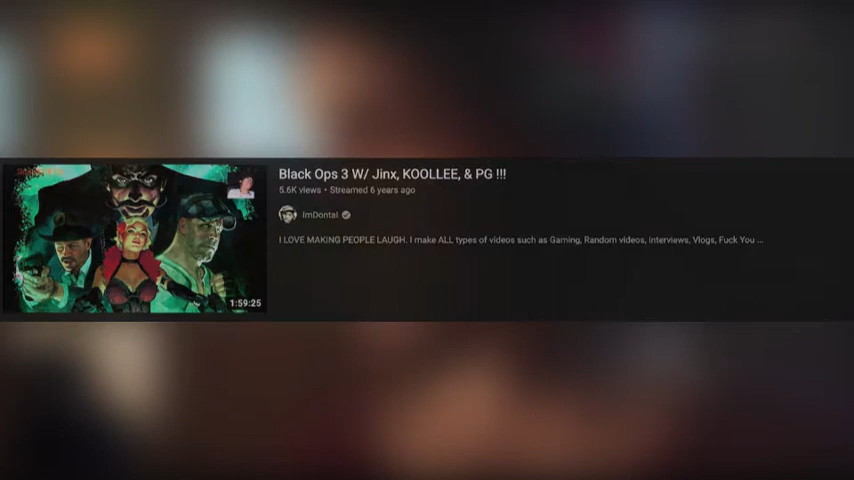 Black Ops 3 W/ Jinx, KOOLLEE, & PG !!!
5.6K views • Streamed 6 years ago
ImDontai
I LOVE MAKING PEOPLE LAUGH. I make ALL types of videos such as Gaming, Random videos, Interviews, Vlogs, Fuck You ...
1:59:25